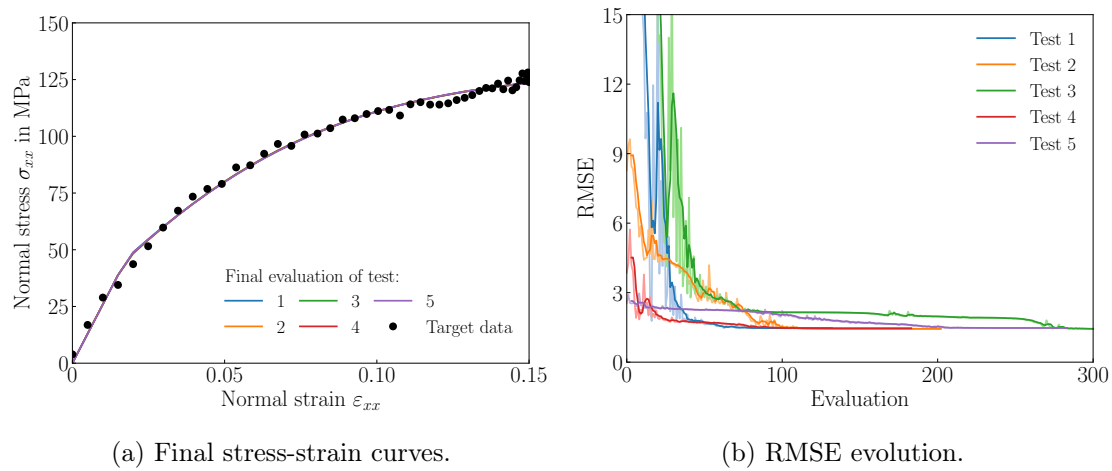 150
125
100
75
50
25
0
Normal stress σxx in MPa
Final evaluation of test:
1 3 5
2 4 Target data
0 0.05 0.10 0.15
Normal strain εxx
(a) Final stress-strain curves.
15
12
9
6
3
0
RMSE
Test 1
Test 2
Test 3
Test 4
Test 5
0 100 200 300
Evaluation
(b) RMSE evolution.